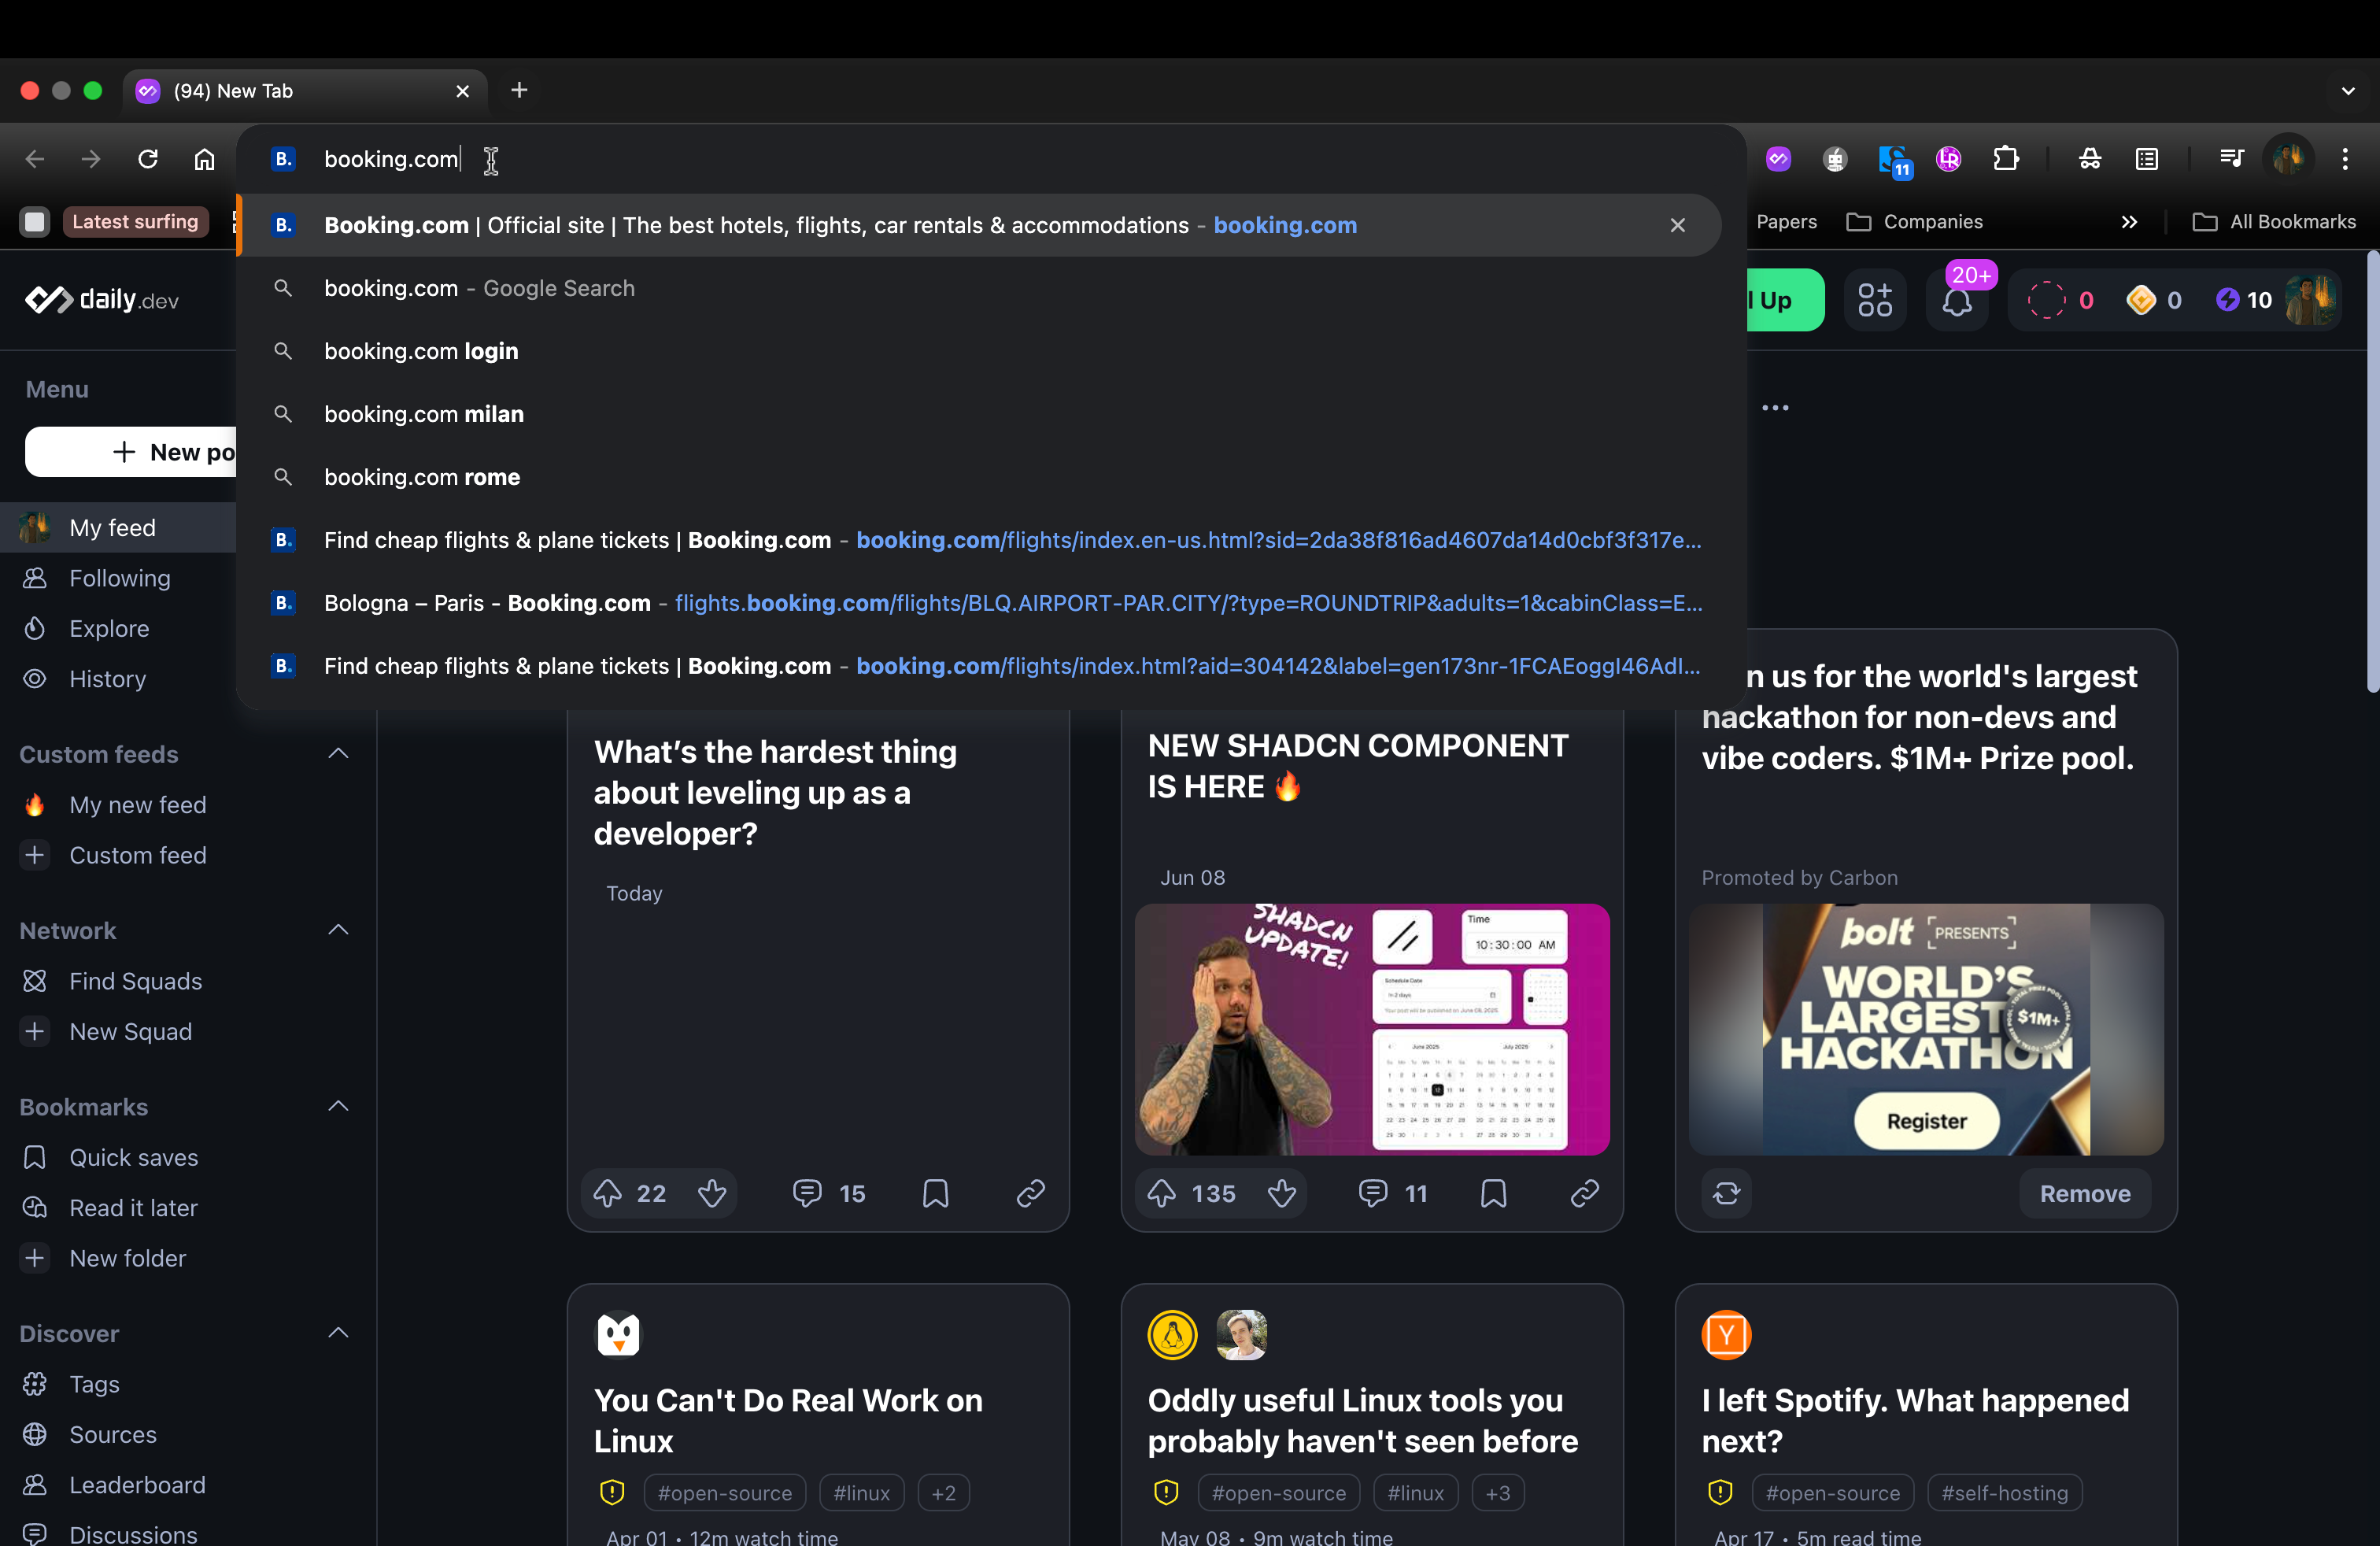 (94) New Tab
booking.com
Booking.com | Official site | The best hotels, flights, car rentals & accommodations - booking.com
booking.com - Google Search
booking.com login
booking.com milan
booking.com rome
Find cheap flights & plane tickets | Booking.com - booking.com/flights/index.en-us.html?sid=2da38f816ad4607da14d0cbf3f317e...
Bologna – Paris - Booking.com - flights.booking.com/flights/BLQ.AIRPORT-PAR.CITY/?type=ROUNDTRIP&adults=1&cabinClass=E...
Find cheap flights & plane tickets | Booking.com - booking.com/flights/index.html?aid=304142&label=gen173nr-1FCAEoggI46AdI...
11
Latest surfing
Papers
Companies
All Bookmarks
daily.dev
Up
20+
0
0
10
Menu
New po
My feed
Following
Explore
History
Custom feeds
My new feed
Custom feed
Network
Find Squads
New Squad
Bookmarks
Quick saves
Read it later
New folder
Discover
Tags
Sources
Leaderboard
Discussions
What's the hardest thing
about leveling up as a
developer?
Today
22
15
NEW SHADCN COMPONENT
IS HERE 🔥
Jun 08
SHADCN
UPDATE!
Time
10:30:00 AM
Schedule Date
In 2 days
June 2025
July 2025
135
11
n us for the world's largest
hackathon for non-devs and
vibe coders. $1M+ Prize pool.
Promoted by Carbon
bolt [PRESENTS]
WORLD'S
LARGEST
HACKATHON
$1M+
Register
Remove
You Can't Do Real Work on
Linux
#open-source
#linux
+2
Apr 01 • 12m watch time
Oddly useful Linux tools you
probably haven't seen before
#open-source
#linux
+3
May 08 • 9m watch time
Y
I left Spotify. What happened
next?
#open-source
#self-hosting
Apr 17 • 5m read time